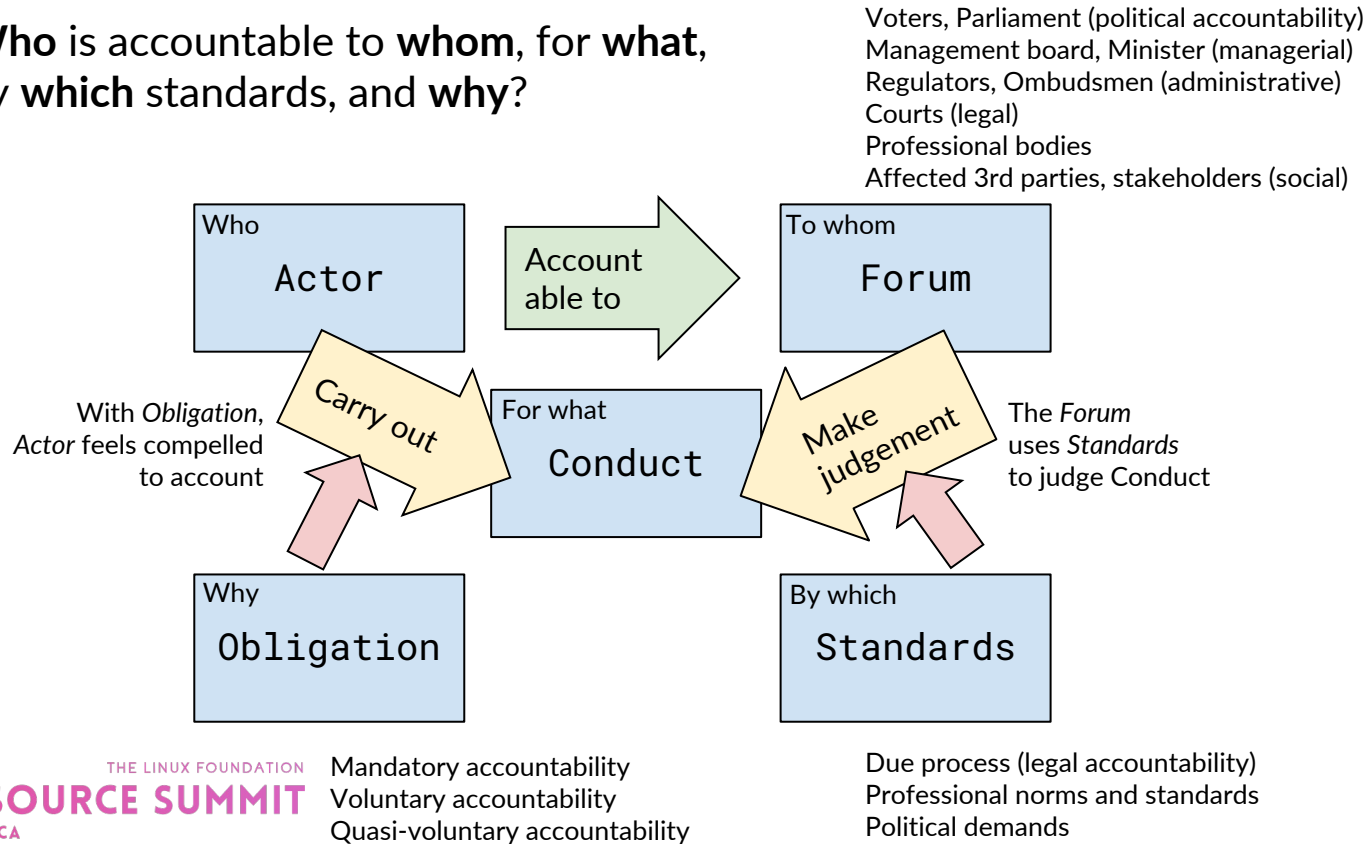 ho is accountable to whom, for what,
y which standards, and why?
Voters, Parliament (political accountability)
Management board, Minister (managerial)
Regulators, Ombudsmen (administrative)
Courts (legal)
Professional bodies
Affected 3rd parties, stakeholders (social)
Who
Actor
Account
able to
To whom
Forum
With Obligation,
Actor feels compelled
to account
Carry out
For what
Conduct
Make
judgement
The Forum
uses Standards
to judge Conduct
Why
Obligation
By which
Standards
THE LINUX FOUNDATION
SOURCE SUMMIT
CA
Mandatory accountability
Voluntary accountability
Quasi-voluntary accountability
Due process (legal accountability)
Professional norms and standards
Political demands